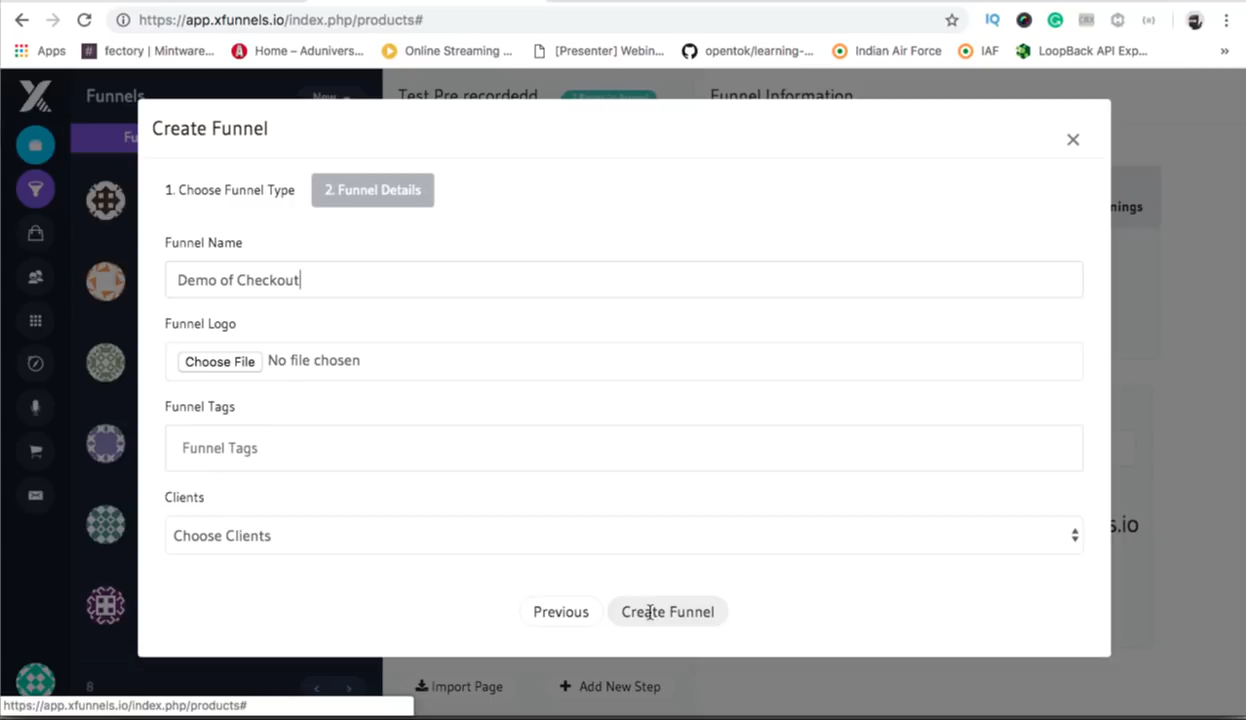 https://app.xfunnels.io/index.php/products#
IQ
Apps
# fectory | Mintware...
Home – Adunivers...
Online Streaming ...
[Presenter] Webin...
opentok/learning-...
Indian Air Force
IAF
LoopBack API Exp...
»
Funnels
New
Test Pre recordedd
Funnel Information
Fu
Create Funnel
×
1. Choose Funnel Type
2. Funnel Details
nings
Funnel Name
Demo of Checkout
Funnel Logo
Choose File No file chosen
Funnel Tags
Funnel Tags
Clients
Choose Clients
s.io
Previous
Create Funnel
8
< >
Import Page
+ Add New Step
https://app.xfunnels.io/index.php/products#